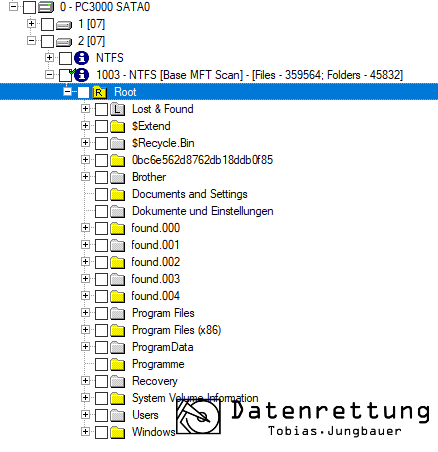 0 - PC3000 SATA0
1 [07]
2 [07]
NTFS
1003 - NTFS [Base MFT Scan] - [Files - 359564; Folders - 45832]
R Root
L Lost & Found
$Extend
$Recycle.Bin
0bc6e562d8762db18ddb0f85
Brother
Documents and Settings
Dokumente und Einstellungen
found.000
found.001
found.002
found.003
found.004
Program Files
Program Files (x86)
ProgramData
Programme
Recovery
System Volume Information
Users
Windows
Datenrettung
Tobias.Jungbauer